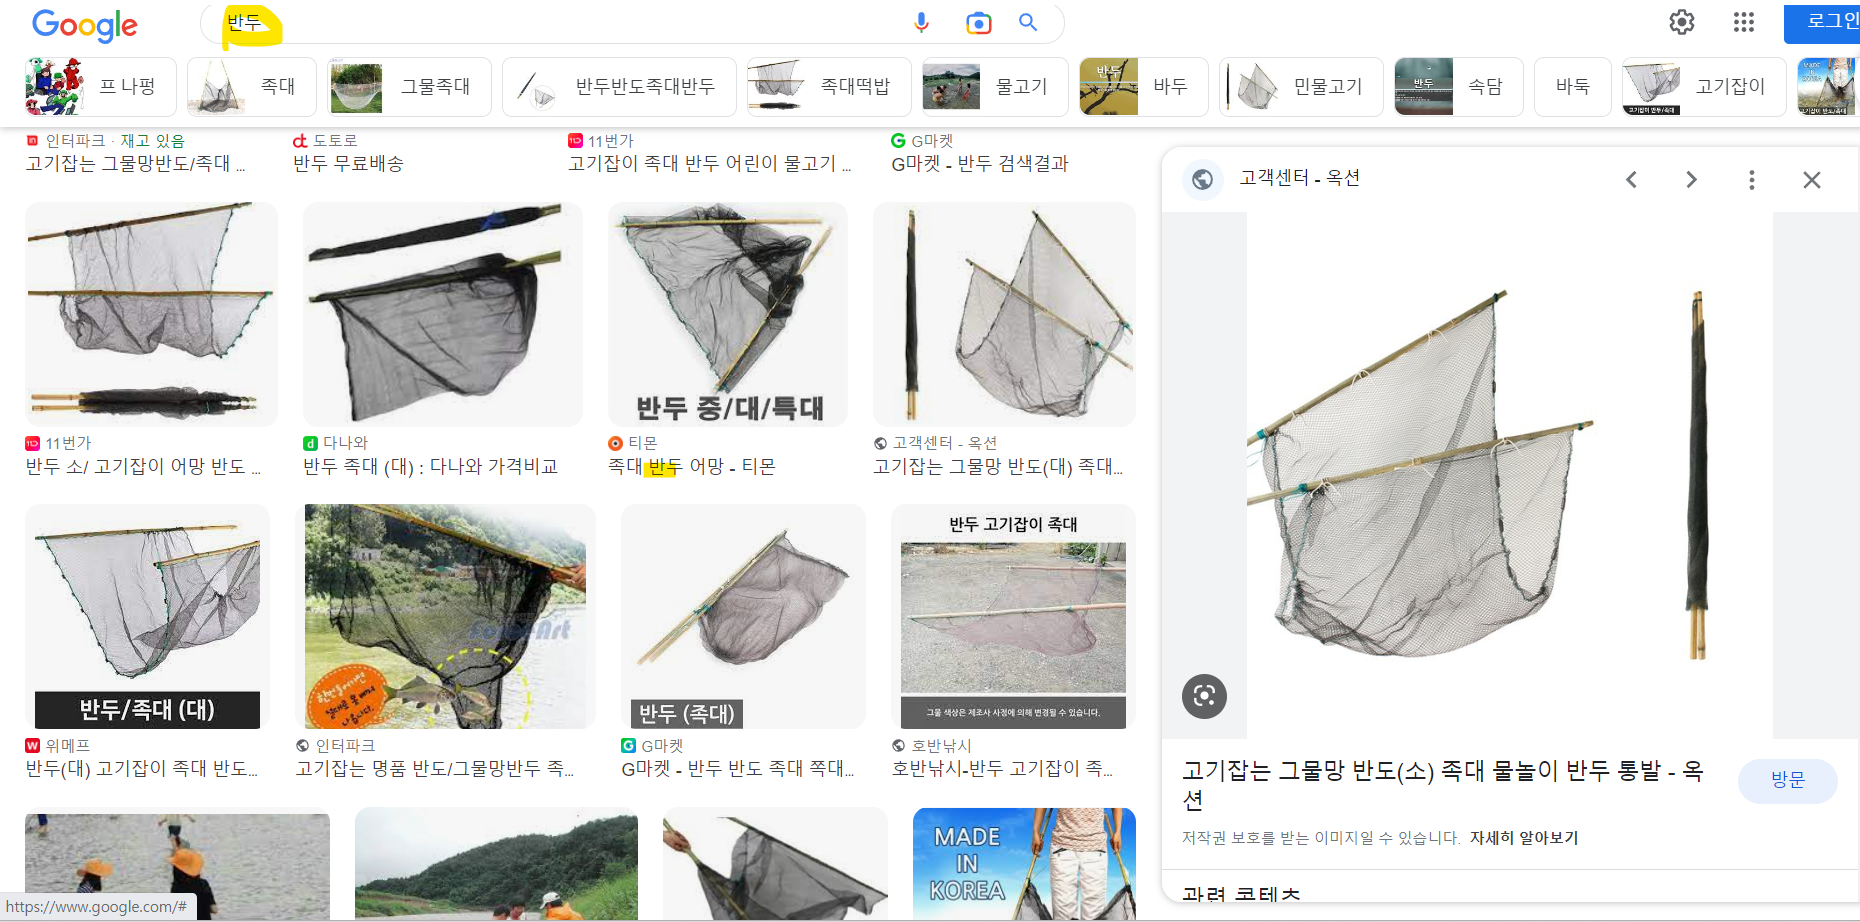 Google
반두
로그인
프 나펑
족대
그물족대
반두반도족대반두
족대떡밥
물고기
반두
바두
민물고기
반두
속담
바둑
고기잡이 반두/족대
고기잡이
고기잡이 반도/족대
인터파크 · 재고 있음
고기잡는 그물망반도/족대 ...
도토로
반두 무료배송
11번가
고기잡이 족대 반두 어린이 물고기 ...
G마켓
G마켓 - 반두 검색결과
고객센터 - 옥션
반두 중/대/특대
11번가
반두 소/ 고기잡이 어망 반도 ...
다나와
반두 족대 (대) : 다나와 가격비교
티몬
족대 반두 어망 - 티몬
고객센터 - 옥션
고기잡는 그물망 반도(대) 족대...
반두/족대 (대)
반두 (족대)
반두 고기잡이 족대
그물 색상은 제조사 사정에 의해 변경될 수 있습니다.
위메프
반두(대) 고기잡이 족대 반도...
인터파크
고기잡는 명품 반도/그물망반두 족...
G마켓
G마켓 - 반두 반도 족대 쪽대...
호반낚시
호반낚시-반두 고기잡이 족...
고기잡는 그물망 반도(소) 족대 물놀이 반두 통발 - 옥
션
방문
저작권 보호를 받는 이미지일 수 있습니다. 자세히 알아보기
관련 콘텐츠
MADE
IN
KOREA
https://www.google.com/#